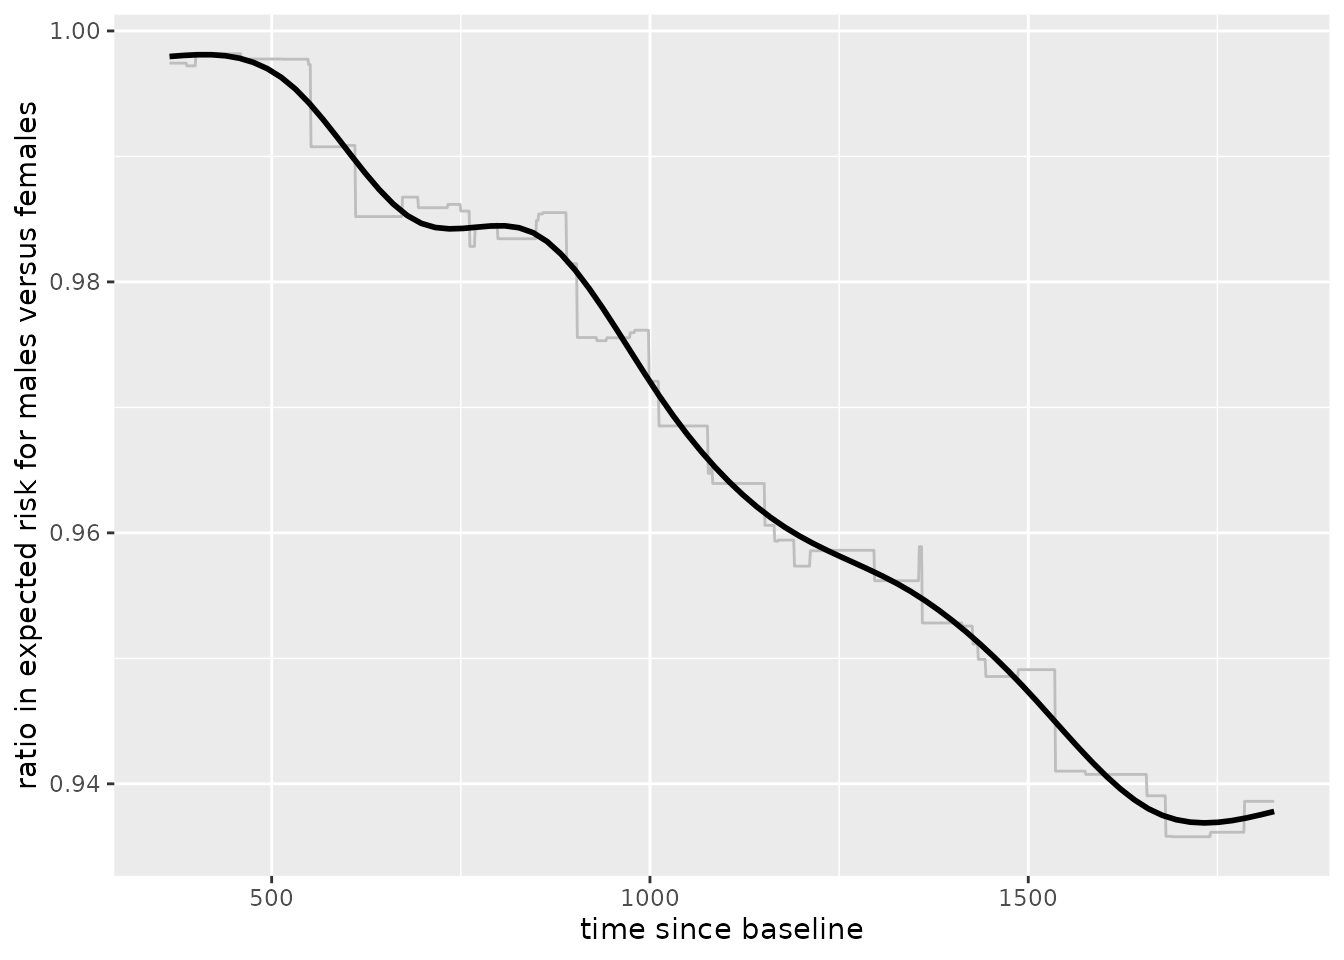 ratio in expected risk for males versus females
1.00
0.98
0.96
0.94
500 1000 1500
time since baseline